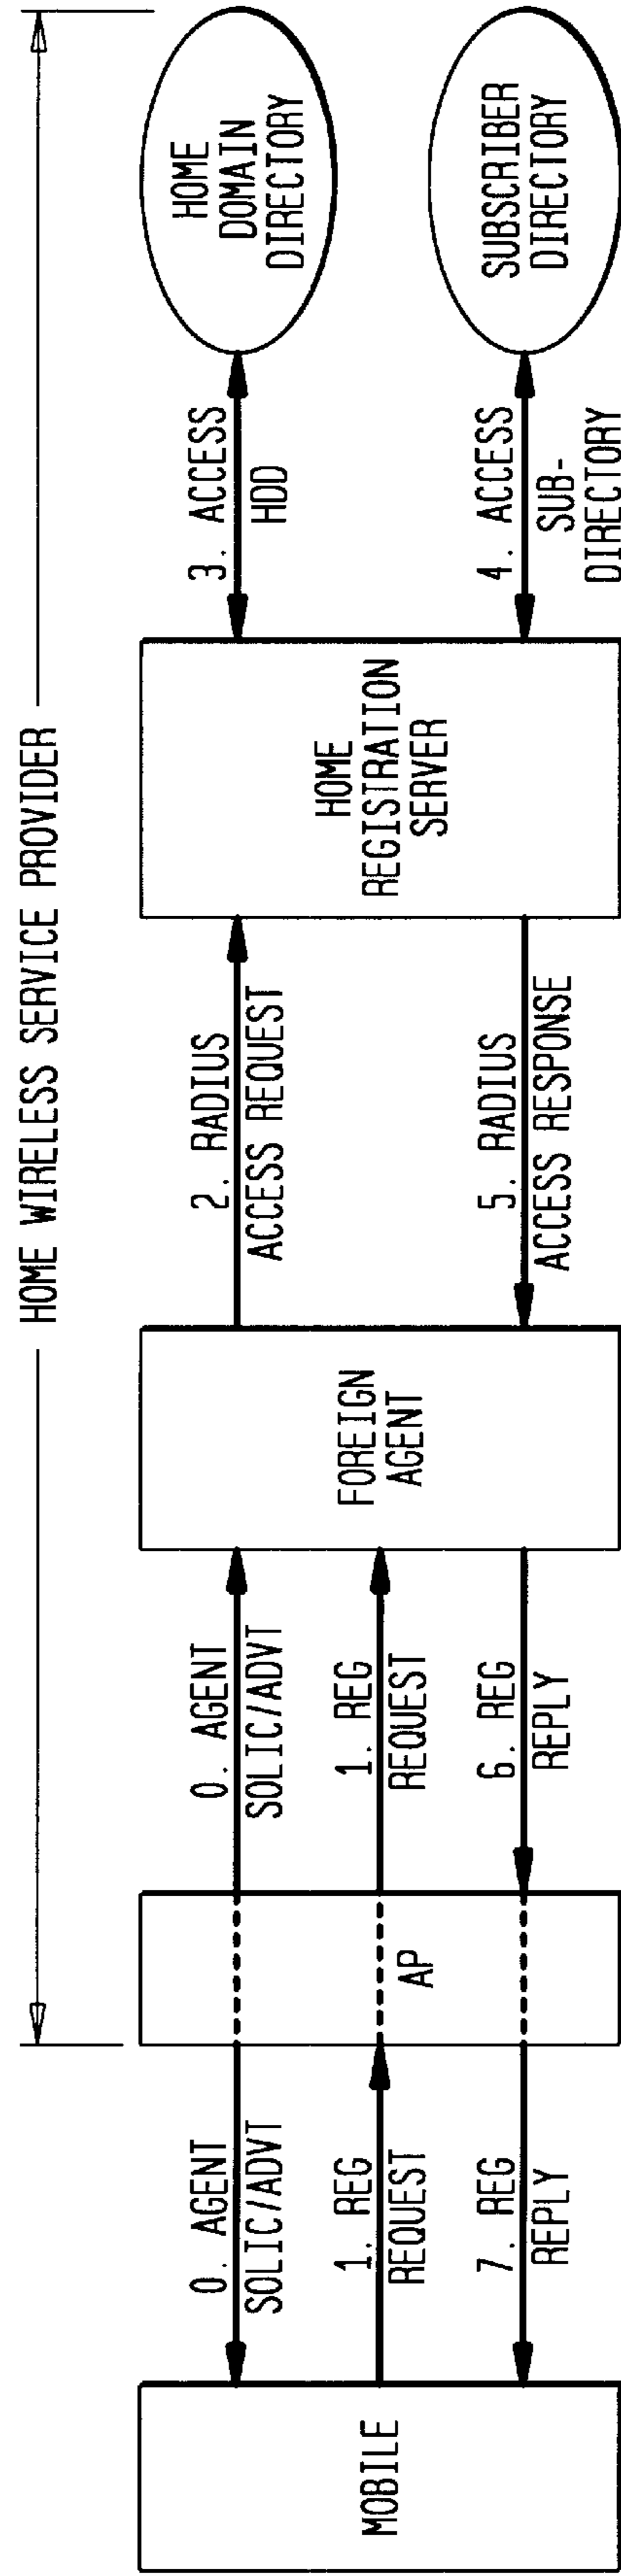 HOME WIRELESS SERVICE PROVIDER
MOBILE
0. AGENT
SOLIC/ADVT
1. REG
REQUEST
7. REG
REPLY
AP
0. AGENT
SOLIC/ADVT
1. REG
REQUEST
6. REG
REPLY
FOREIGN
AGENT
2. RADIUS
ACCESS REQUEST
5. RADIUS
ACCESS RESPONSE
HOME
REGISTRATION
SERVER
3. ACCESS
HDD
4. ACCESS
SUB-
DIRECTORY
HOME
DOMAIN
DIRECTORY
SUBSCRIBER
DIRECTORY